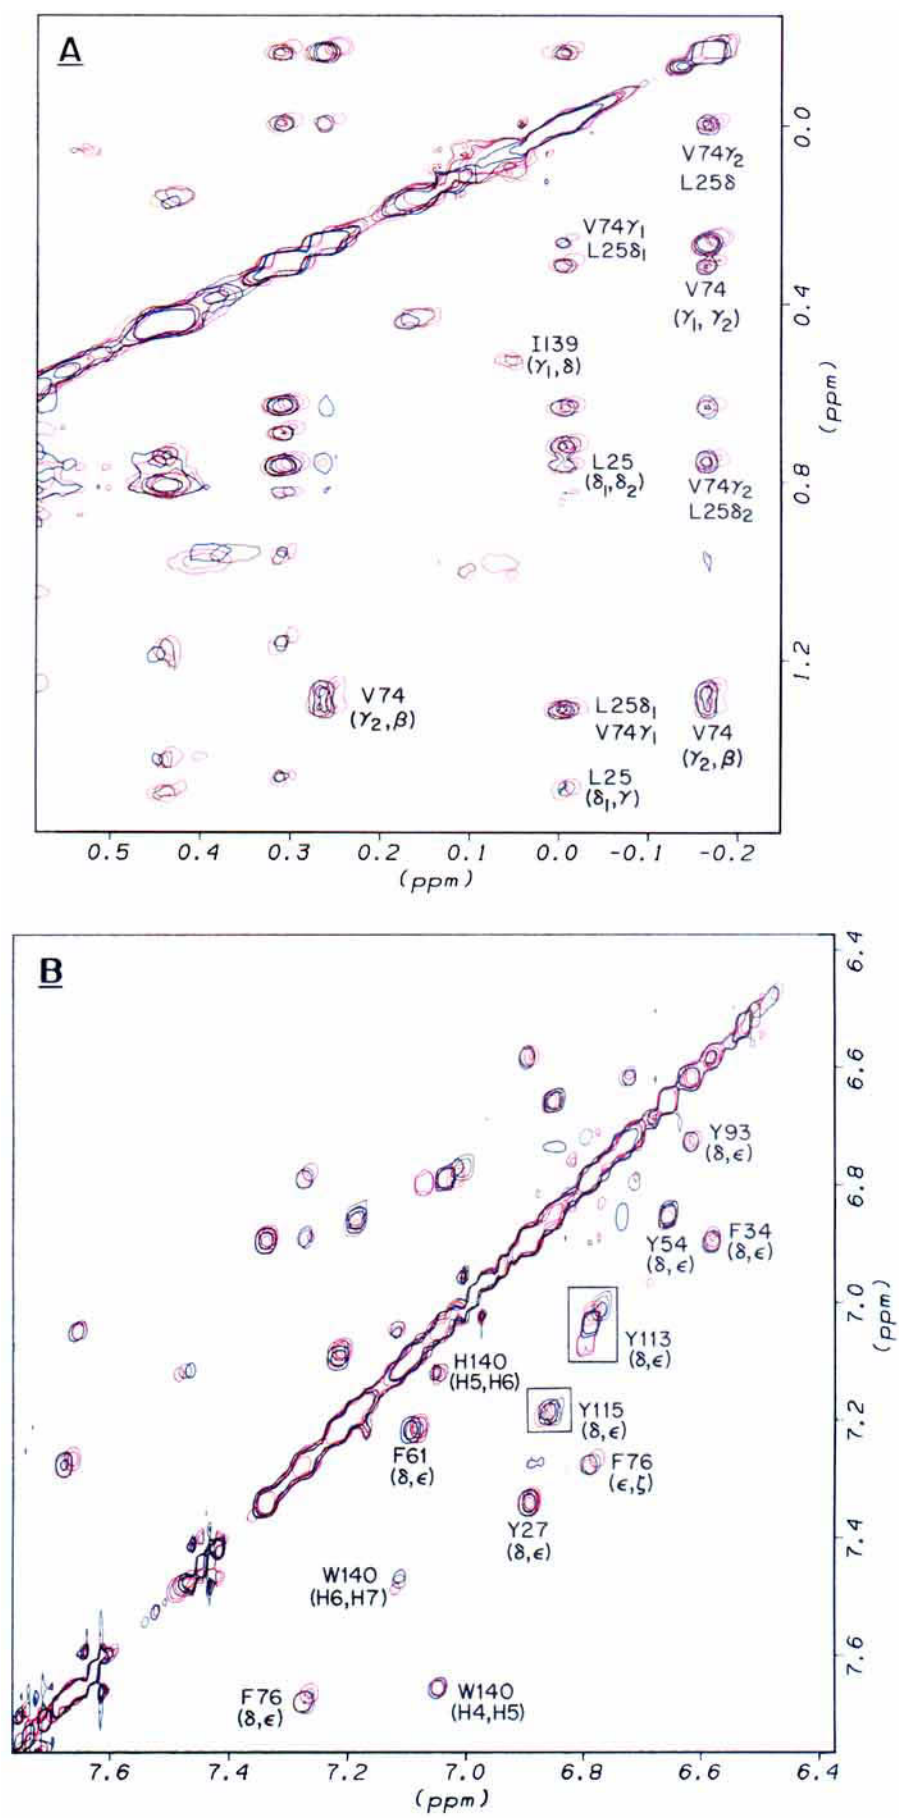 A
0.0
V74γ2
L25δ
V74γ1
L25δ1
V74
(γ1, γ2)
0.4
I139
(γ1,δ)
(ppm)
L25
(δ1,δ2)
0.8
V74γ2
L25δ2
1.2
V74
(γ2,β)
L25δ1
V74γ1
V74
(γ2,β)
L25
(δ1,γ)
0.5 0.4 0.3 0.2 0.1 0.0 -0.1 -0.2
(ppm)
B
6.4
6.6
Y93
(δ,ε)
6.8
Y54
(δ,ε)
F34
(δ,ε)
7.0
(ppm)
Y113
(δ,ε)
H140
(H5,H6)
7.2
Y115
(δ,ε)
F61
(δ,ε)
F76
(ε,ζ)
Y27
(δ,ε)
7.4
W140
(H6,H7)
7.6
F76
(δ,ε)
W140
(H4,H5)
7.6 7.4 7.2 7.0 6.8 6.6 6.4
(ppm)